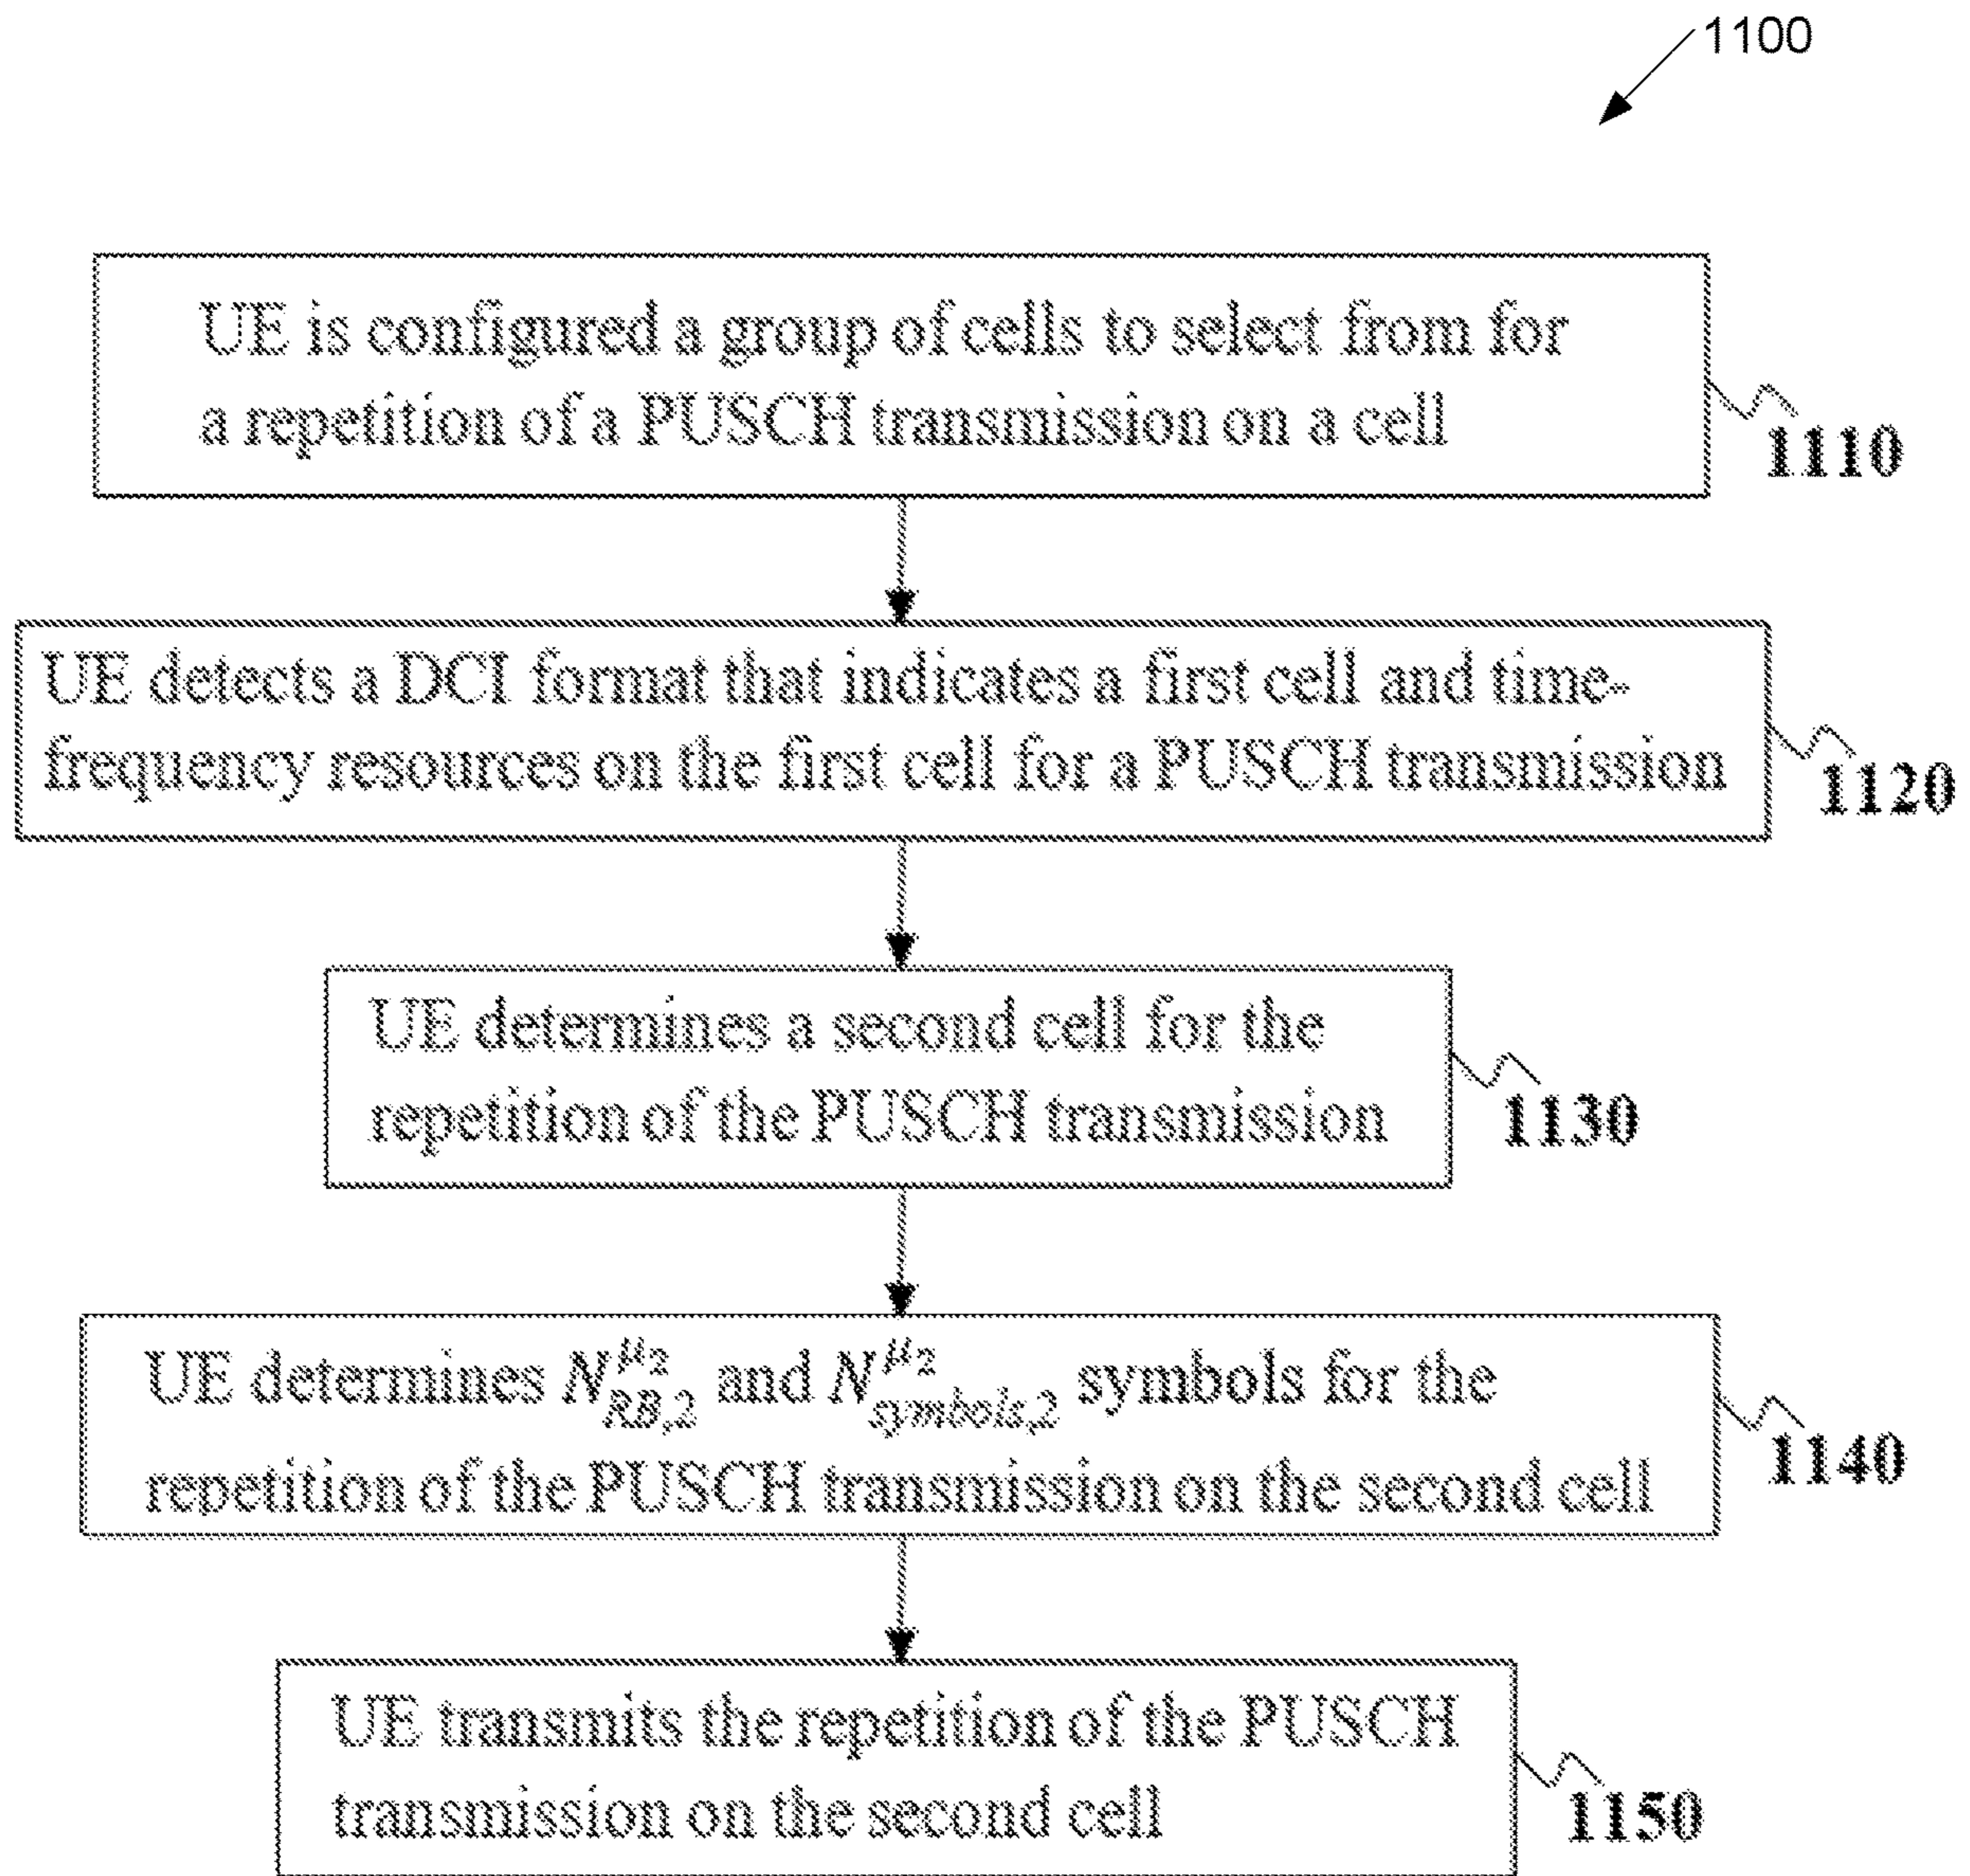 1100
UE is configured a group of cells to select from for
a repetition of a PUSCH transmission on a cell
1110
UE detects a DCI format that indicates a first cell and time-
frequency resources on the first cell for a PUSCH transmission
1120
UE determines a second cell for the
repetition of the PUSCH transmission
1130
UE determines $N_{RB,2}^{\mu_2}$ and $N_{symbols,2}^{\mu_2}$ symbols for the
repetition of the PUSCH transmission on the second cell
1140
UE transmits the repetition of the PUSCH
transmission on the second cell
1150